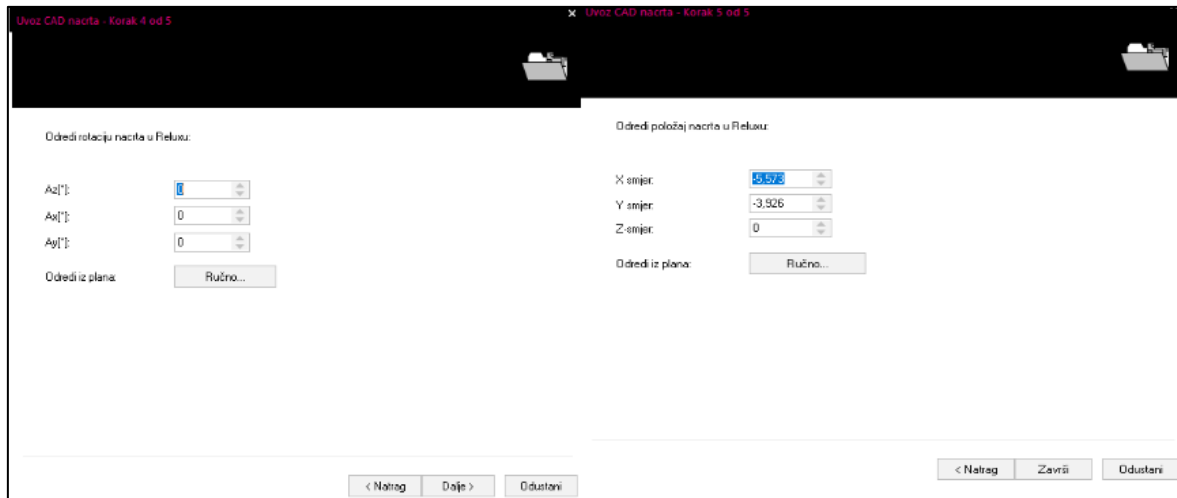 Uvoz CAD nacrta - Korak 4 od 5
Odredi rotaciju nacrta u Reluxu:
Az[°]: 0
Ax[°]: 0
Ay[°]: 0
Odredi iz plana: Ručno...
< Natrag Dalje > Odustani
Uvoz CAD nacrta - Korak 5 od 5
Odredi položaj nacrta u Reluxu:
X smjer: -5,573
Y smjer: -3,926
Z-smjer: 0
Odredi iz plana: Ručno...
< Natrag Završi Odustani